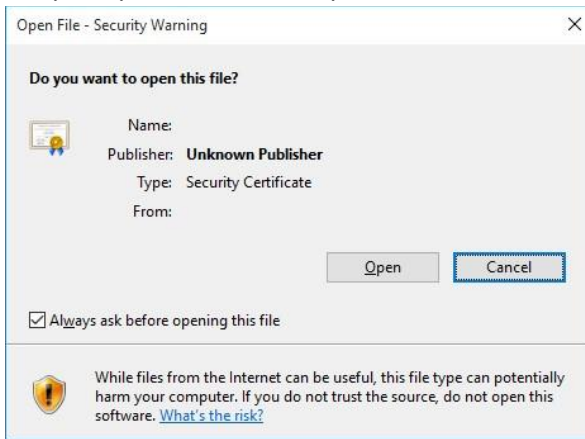 Open File - Security Warning
Do you want to open this file?
Name:
Publisher: Unknown Publisher
Type: Security Certificate
From:
Open Cancel
Always ask before opening this file
While files from the Internet can be useful, this file type can potentially
harm your computer. If you do not trust the source, do not open this
software. What's the risk?